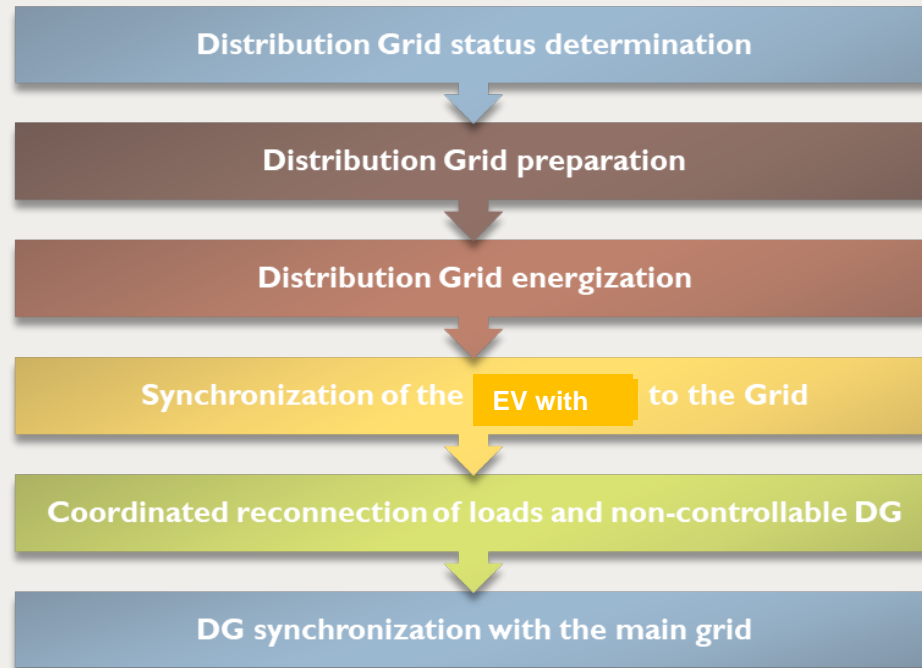 Distribution Grid status determination
Distribution Grid preparation
Distribution Grid energization
Synchronization of the EV with to the Grid
Coordinated reconnection of loads and non-controllable DG
DG synchronization with the main grid